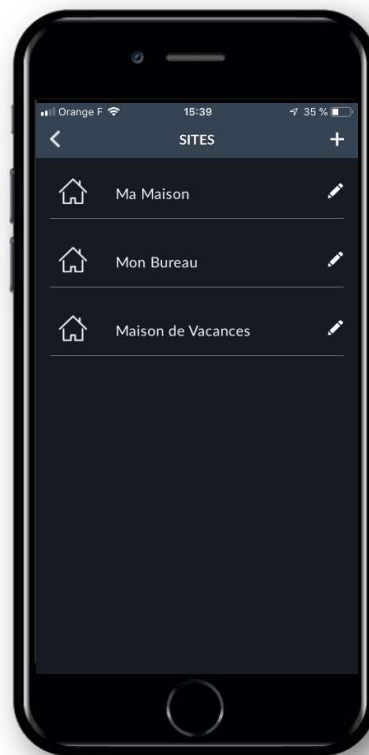 Orange F 15:39 35 %
SITES
Ma Maison
Mon Bureau
Maison de Vacances